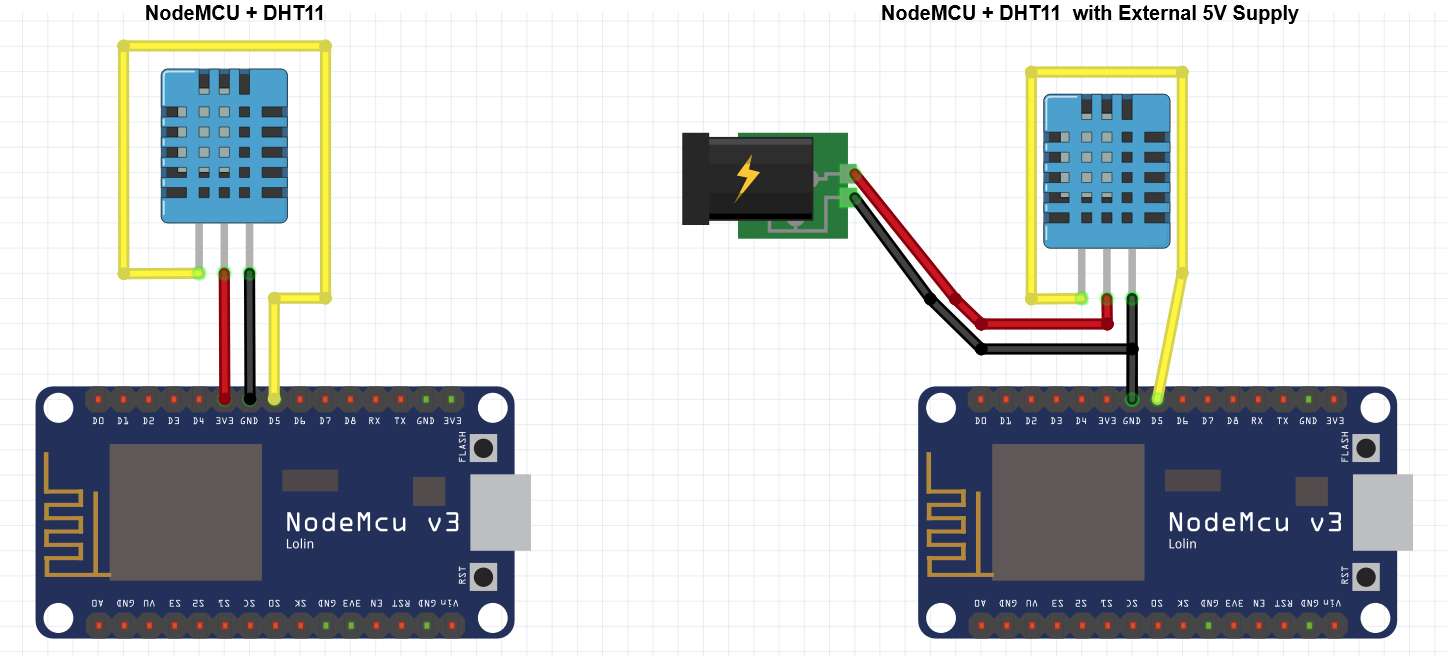 NodeMCU + DHT11
NodeMCU + DHT11 with External 5V Supply
D0 D1 D2 D3 D4 3V3 GND D5 D6 D7 D8 RX TX GND 3V3
FLASH
NodeMcu v3
Lolin
RST
A0 GND VU S3 S2 S1 SC S0 SK GND 3V3 EN RST GND Vin
D0 D1 D2 D3 D4 3V3 GND D5 D6 D7 D8 RX TX GND 3V3
FLASH
NodeMcu v3
Lolin
RST
A0 GND VU S3 S2 S1 SC S0 SK GND 3V3 EN RST GND Vin